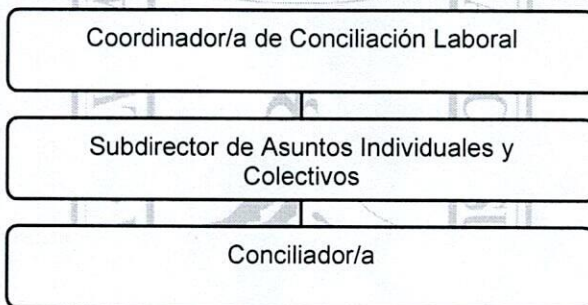 Coordinador/a de Conciliación Laboral
Subdirector de Asuntos Individuales y
Colectivos
Conciliador/a